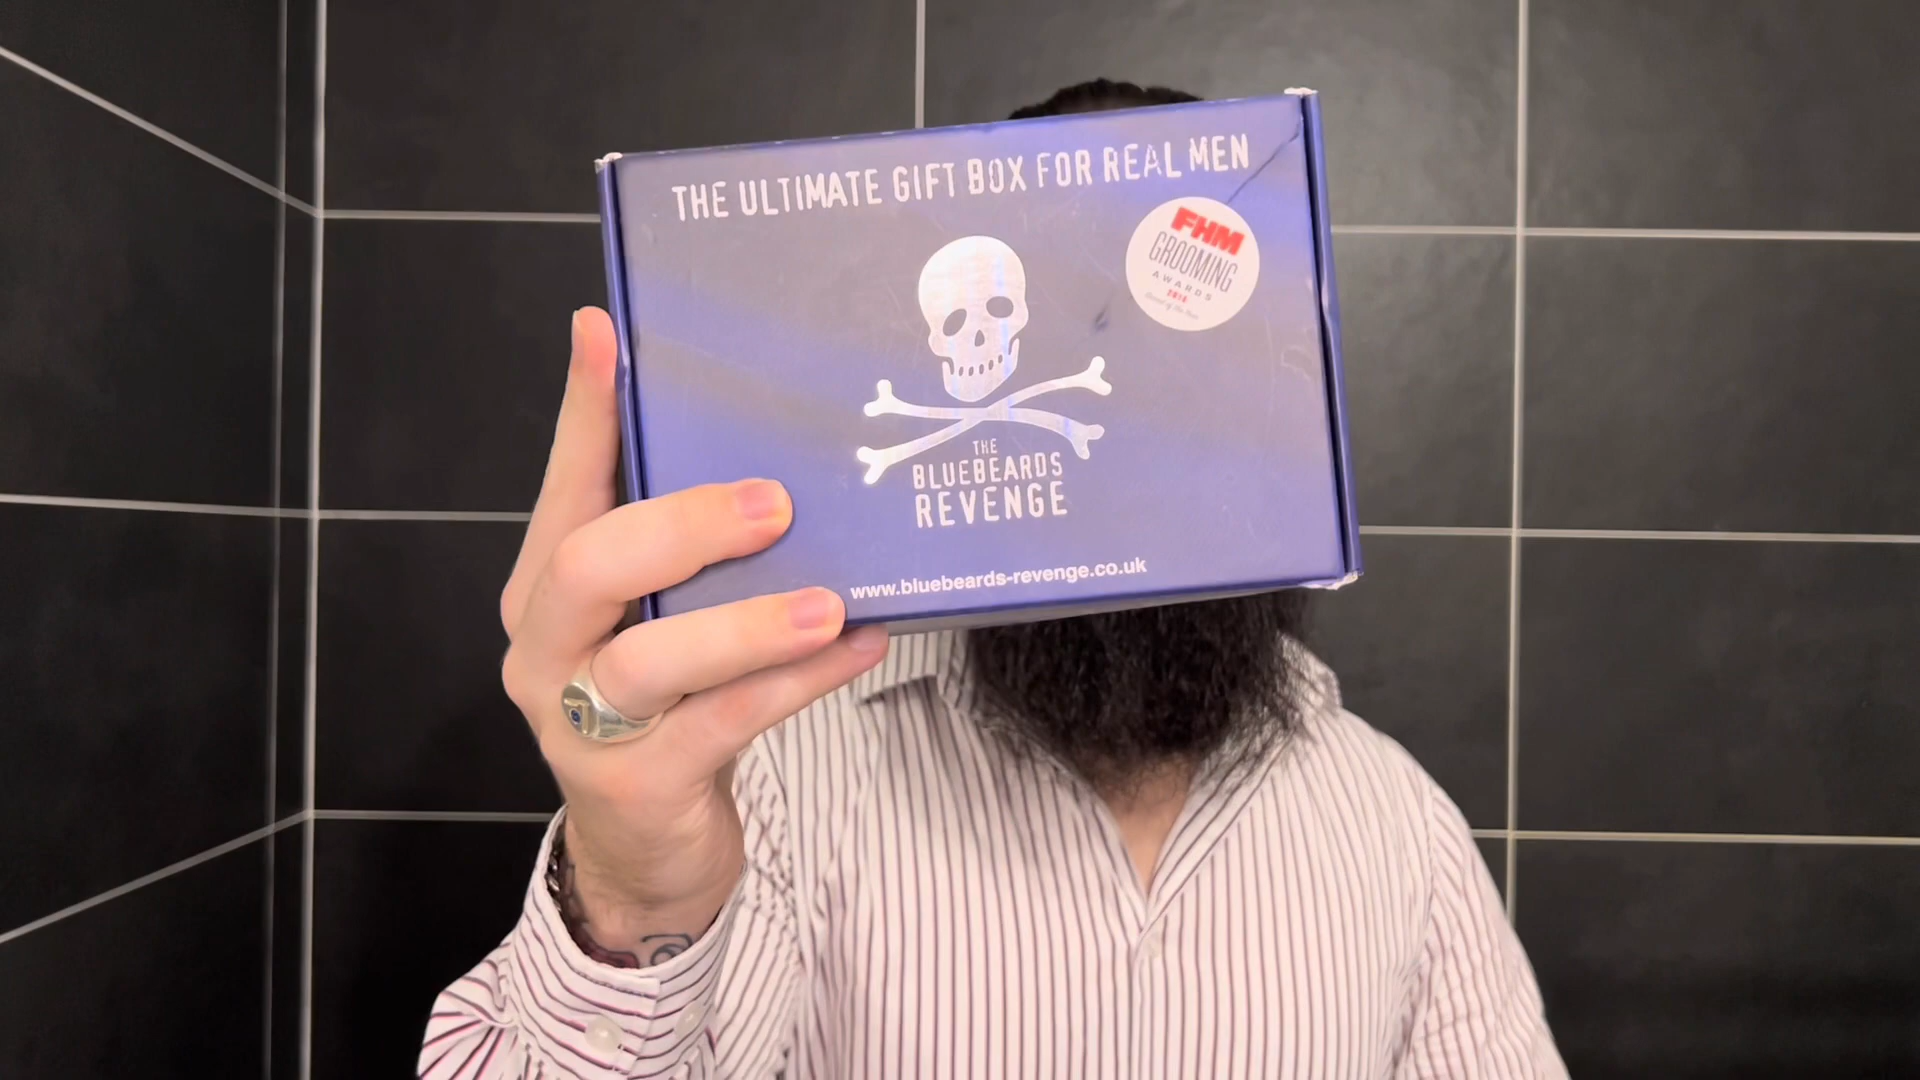 THE ULTIMATE GIFT BOX FOR REAL MEN
FHM
GROOMING
AWARDS
THE
BLUEBEARDS
REVENGE
www.bluebeards-revenge.co.uk